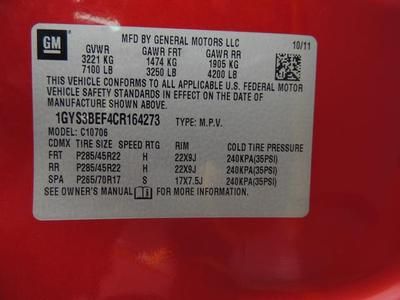 GM
MFD BY GENERAL MOTORS LLC
10/11
GVWR GAWR FRT GAWR RR
3221 KG 1474 KG 1905 KG
7100 LB 3250 LB 4200 LB
THIS VEHICLE CONFORMS TO ALL APPLICABLE U.S. FEDERAL MOTOR
VEHICLE SAFETY STANDARDS IN EFFECT ON THE DATE OF
MANUFACTURE SHOWN ABOVE.
1GYS3BEF4CR164273 TYPE: M.P.V.
MODEL: C10706
CDMX TIRE SIZE SPEED RTG RIM COLD TIRE PRESSURE
FRT P285/45R22 H 22X9J 240KPA(35PSI)
RR P285/45R22 H 22X9J 240KPA(35PSI)
SPA P265/70R17 S 17X7.5J 240KPA(35PSI)
SEE OWNER'S MANUAL FOR MORE INFORMATION.